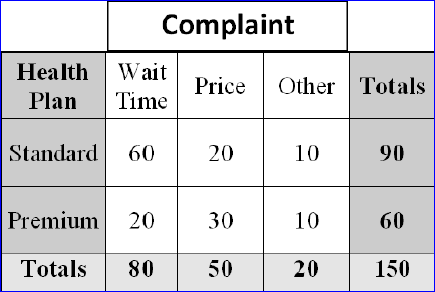 Complaint
Health Plan Wait Time Price Other Totals
Standard 60 20 10 90
Premium 20 30 10 60
Totals 80 50 20 150